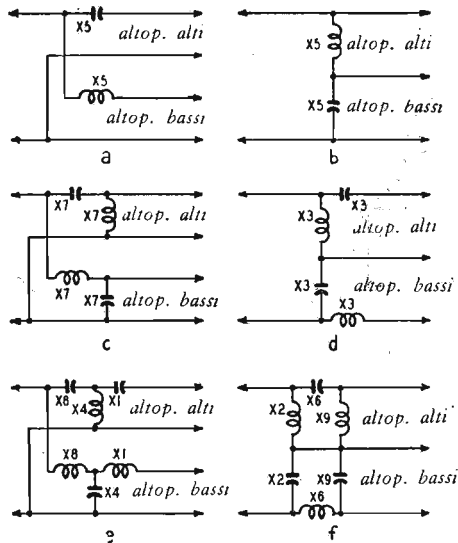 X5
altop. alti
X5
altop. bassi
a
X5
altop. alti
X5
altop. bassi
b
X7
X7
altop. alti
X7
X7
altop. bassi
c
X3
X3
altop. alti
X3
X3
altop. bassi
d
X8
X1
X4
altop. alti
X8
X1
X4
altop. bassi
e
X6
X2
X9
altop. alti
X2
X9
X6
altop. bassi
f